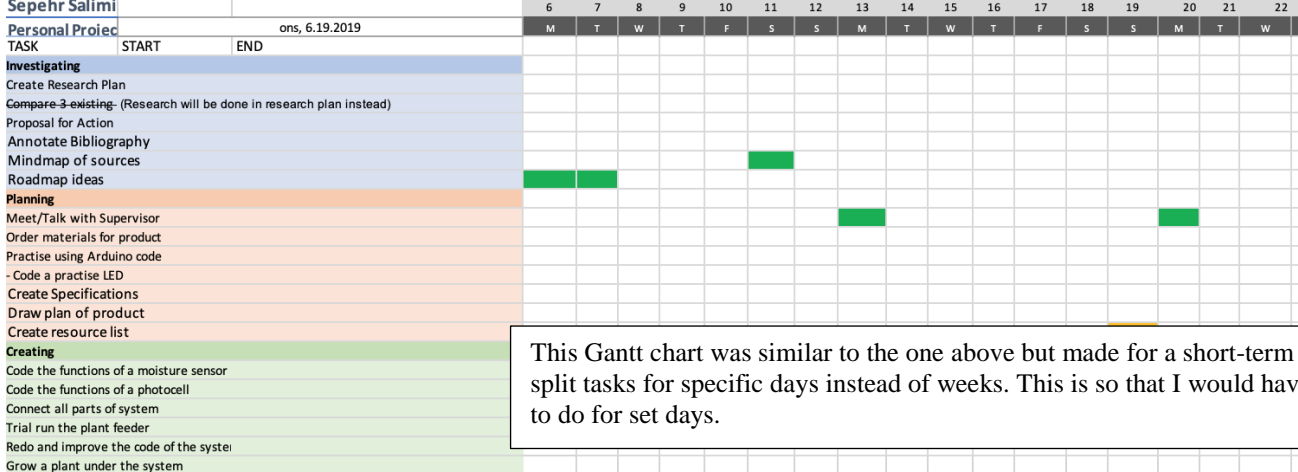 Sepehr Salimi 6 7 8 9 10 11 12 13 14 15 16 17 18 19 20 21 22
Personal Projec ons, 6.19.2019 M T W T F S S M T W T F S S M T W
TASK START END
Investigating
Create Research Plan
Compare 3 existing (Research will be done in research plan instead)
Proposal for Action
Annotate Bibliography
Mindmap of sources
Roadmap ideas
Planning
Meet/Talk with Supervisor
Order materials for product
Practise using Arduino code
- Code a practise LED
Create Specifications
Draw plan of product
Create resource list
Creating
Code the functions of a moisture sensor
Code the functions of a photocell
Connect all parts of system
Trial run the plant feeder
Redo and improve the code of the syste
Grow a plant under the system
This Gantt chart was similar to the one above but made for a short-term
split tasks for specific days instead of weeks. This is so that I would hav
to do for set days.